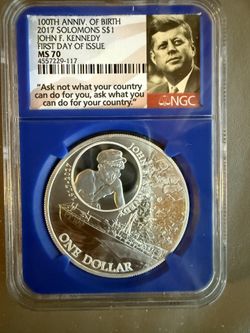 100TH ANNIV. OF BIRTH
2017 SOLOMONS S$1
JOHN F. KENNEDY
FIRST DAY OF ISSUE
MS 70
4557229-117
"Ask not what your country
can do for you, ask what you
can do for your country."
NGC
JOHN
ONE DOLLAR